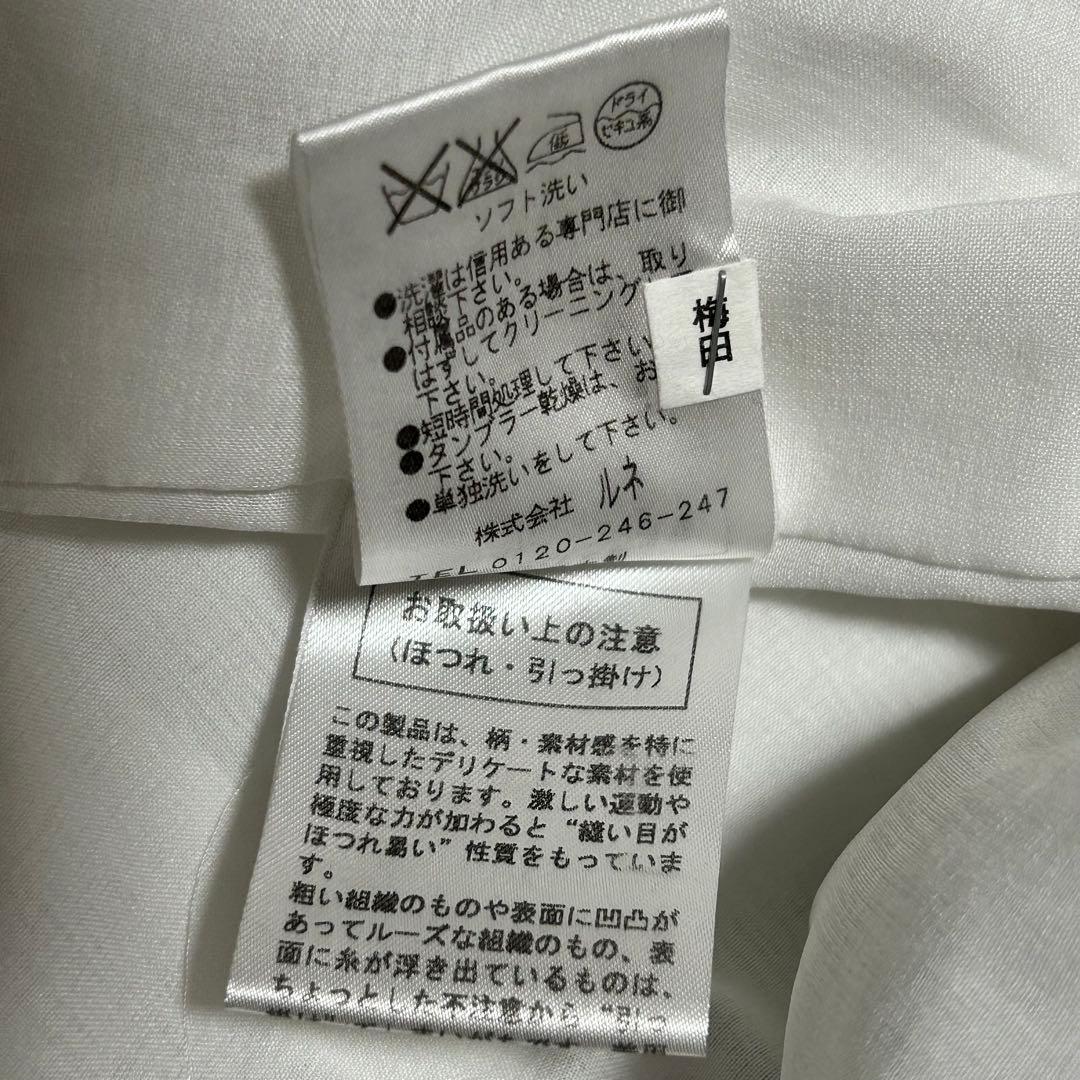 ドライ
セキユ系
低
ソフト洗い
●洗濯は信用ある専門店に御
相談下さい。
●付属品のある場合は、取り
はずしてクリーニング
下さい。
●短時間処理して下さい
●タンブラー乾燥は、お
下さい。
●単独洗いをして下さい。
株式会社 ルネ
TEL 0120-246-247
梅田
お取扱い上の注意
(ほつれ・引っ掛け)
この製品は、柄・素材感を特に
重視したデリケートな素材を使
用しております。激しい運動や
極度な力が加わると“縫い目が
ほつれ易い”性質をもっていま
す。
粗い組織のものや表面に凹凸が
あってルーズな組織のもの、表
面に糸が浮き出ているものは、
ちょっとした不注意から“引っ